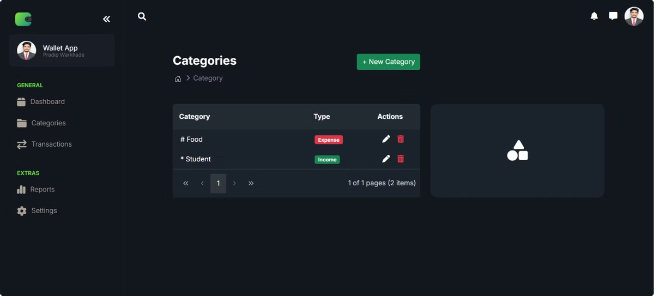 Wallet App
GENERAL
Dashboard
Categories
Transactions
EXTRAS
Reports
Settings
Categories
+ New Category
> Category
Category Type Actions
# Food Expense
* Student Income
« ‹ 1 › » 1 of 1 pages (2 items)